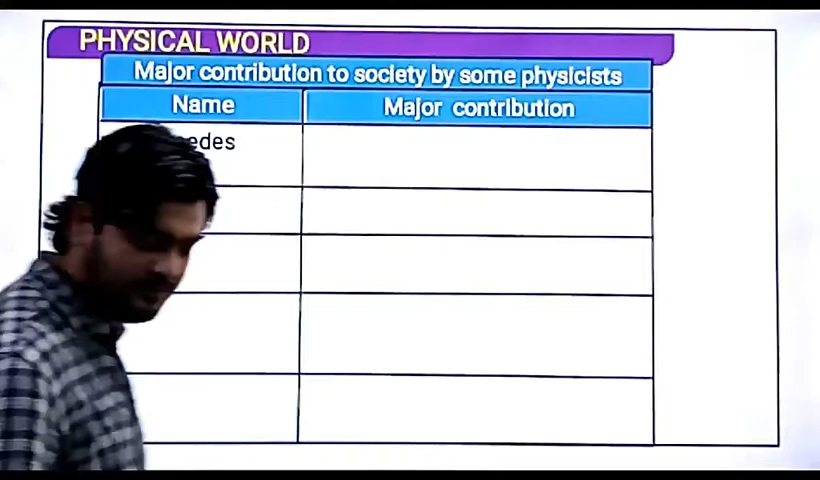 PHYSICAL WORLD
Major contribution to society by some physicists
Name Major contribution
edes